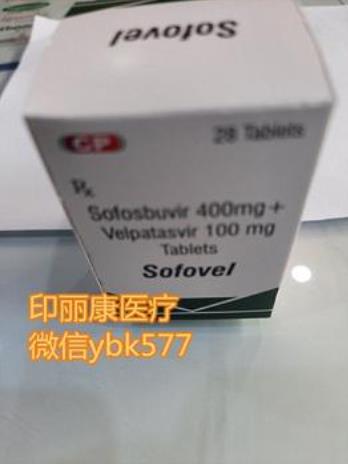 Sofovel
CP
28 Tablets
Rx
Sofosbuvir 400mg +
Velpatasvir 100 mg
Tablets
Sofovel
印丽康医疗
微信ybk577